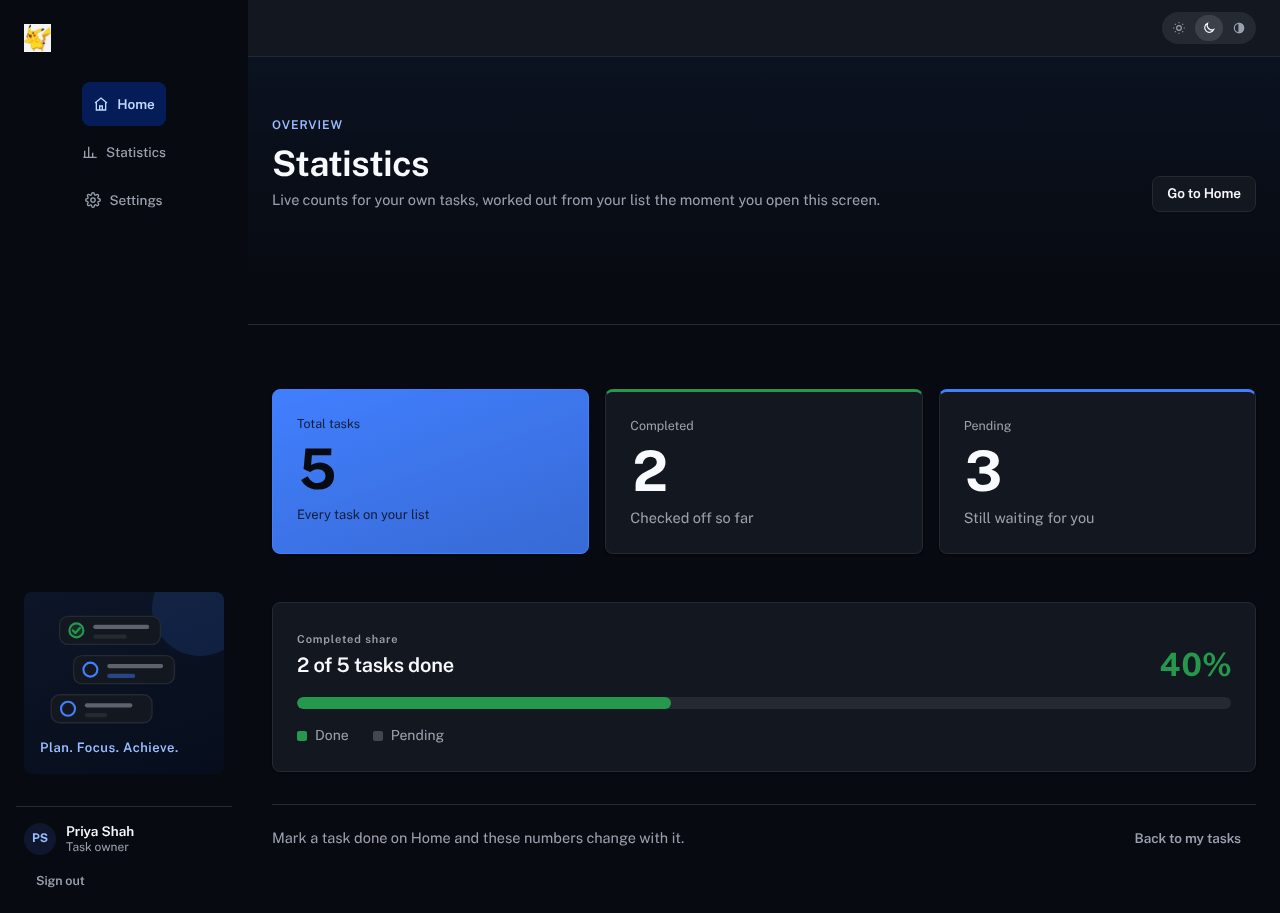 Home
Statistics
Settings
Plan. Focus. Achieve.
PS
Priya Shah
Task owner
Sign out
OVERVIEW
Statistics
Live counts for your own tasks, worked out from your list the moment you open this screen.
Go to Home
Total tasks
5
Every task on your list
Completed
2
Checked off so far
Pending
3
Still waiting for you
Completed share
2 of 5 tasks done
40%
Done
Pending
Mark a task done on Home and these numbers change with it.
Back to my tasks